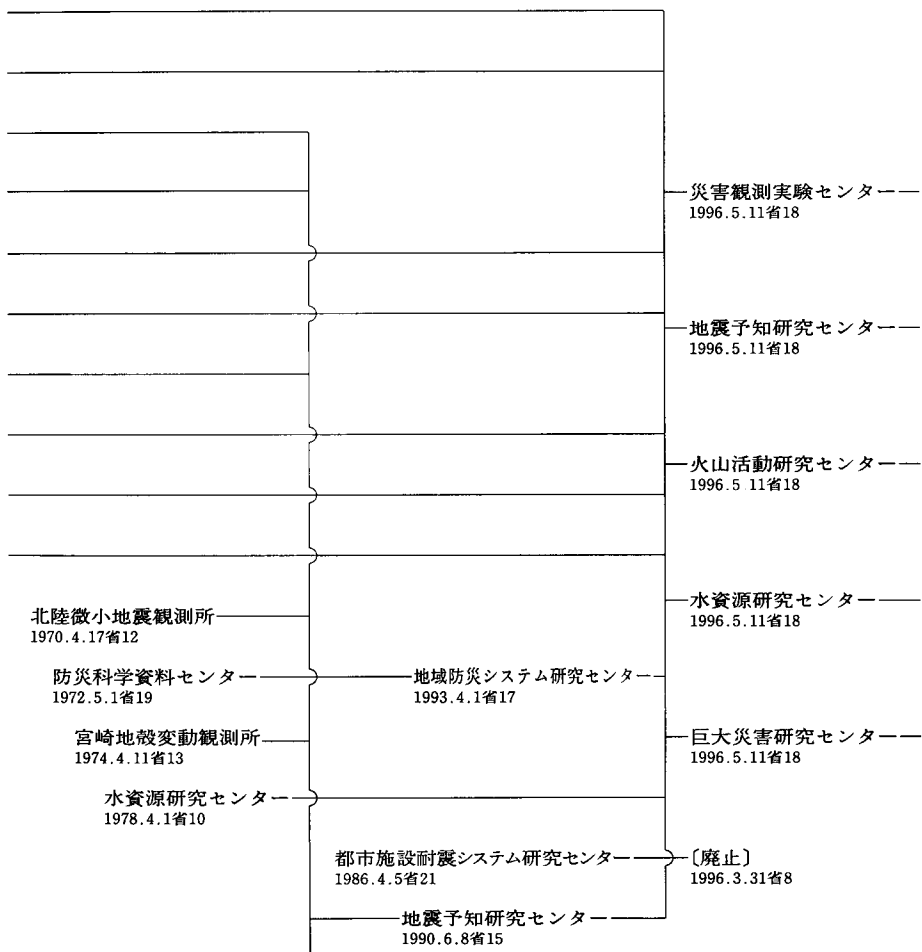 災害観測実験センター
1996.5.11省18
地震予知研究センター
1996.5.11省18
火山活動研究センター
1996.5 11省18
水資源研究センター
1996.5.11省18
北陸微小地震観測所
1970.4.17省12
防災科学資料センター
1972.5.1省19
地域防災システム研究センター
1993.4.1省17
宮崎地殻変動観測所
1974.4.11省13
巨大災害研究センター
1996.5.11省18
水資源研究センター
1978.4.1省10
都市施設耐震システム研究センター
1986.4.5省21
〔廃止〕
1996.3.31省8
地震予知研究センター
1990.6.8省15